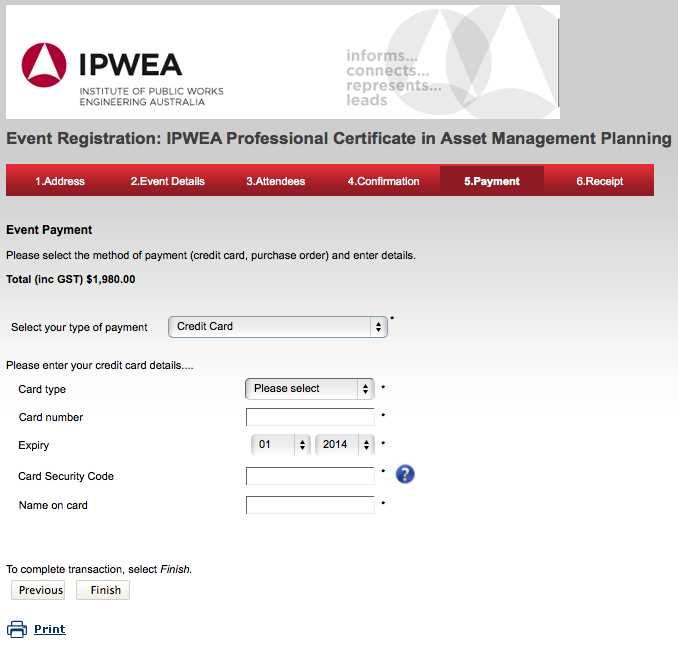 IPWEA
INSTITUTE OF PUBLIC WORKS
ENGINEERING AUSTRALIA
informs...
connects...
represents...
leads
Event Registration: IPWEA Professional Certificate in Asset Management Planning
1.Address 2.Event Details 3.Attendees 4.Confirmation 5.Payment 6.Receipt
Event Payment
Please select the method of payment (credit card, purchase order) and enter details.
Total (inc GST) $1,980.00
Select your type of payment Credit Card *
Please enter your credit card details....
Card type Please select *
Card number *
Expiry 01 2014 *
Card Security Code * ?
Name on card *
To complete transaction, select Finish.
Previous Finish
Print